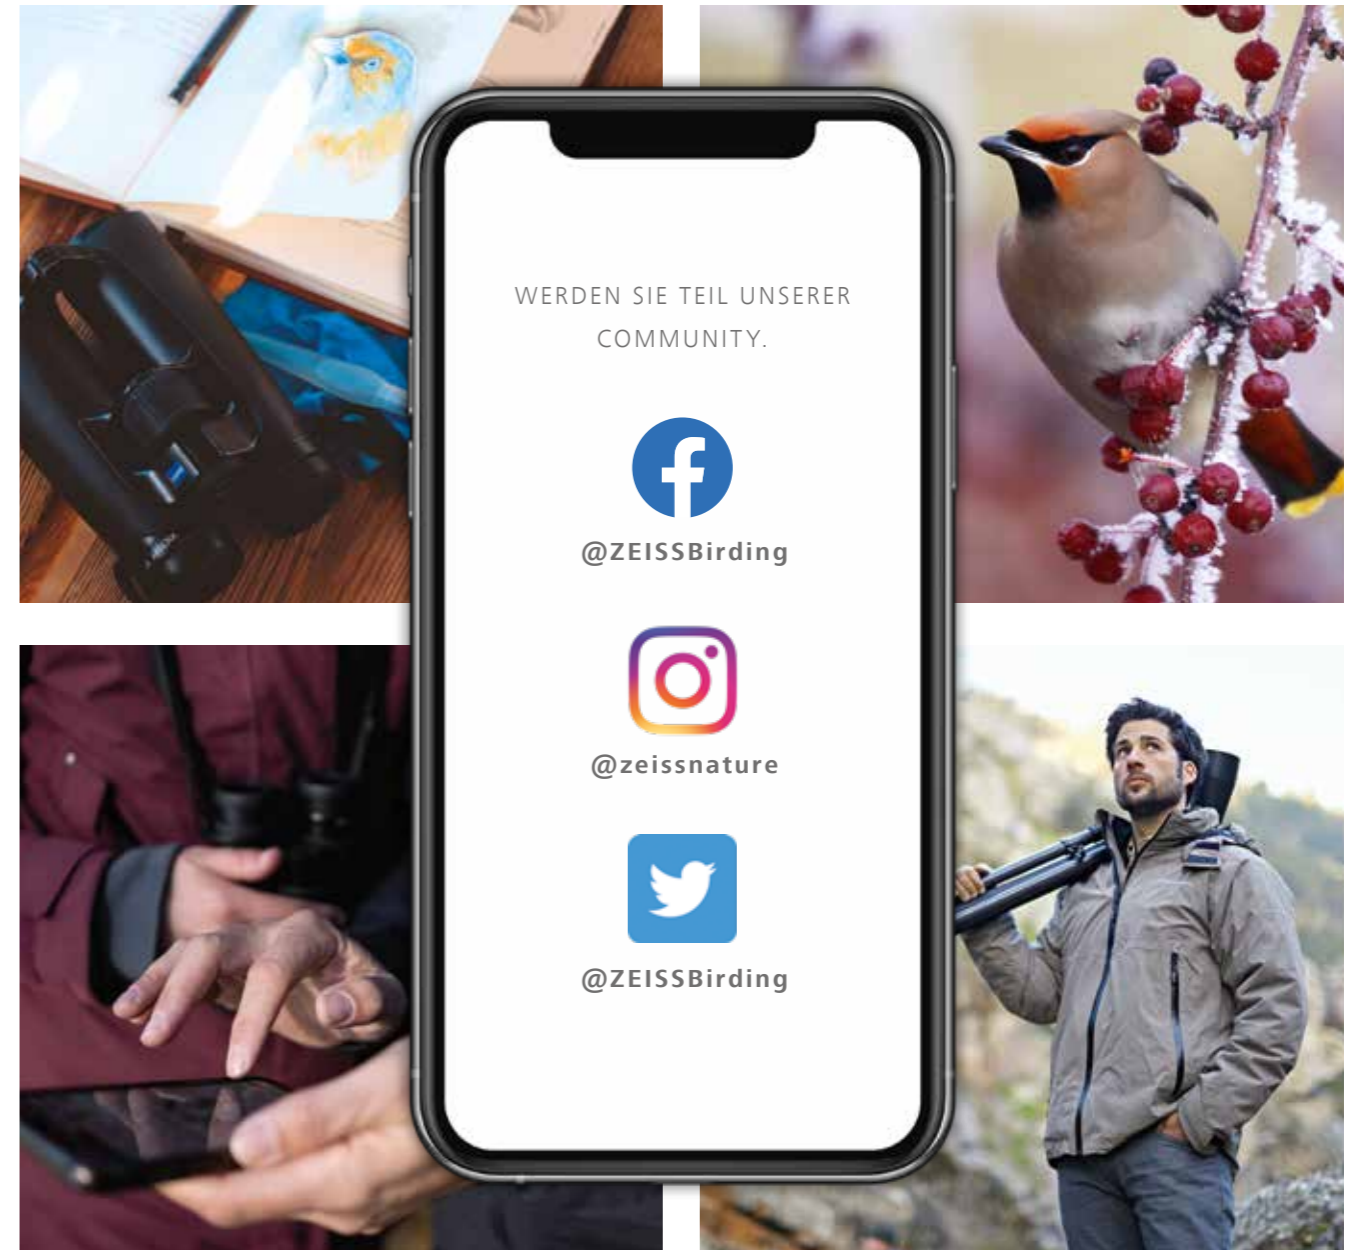 WERDEN SIE TEIL UNSERER
COMMUNITY.
@ZEISSBirding
@zeissnature
@ZEISSBirding